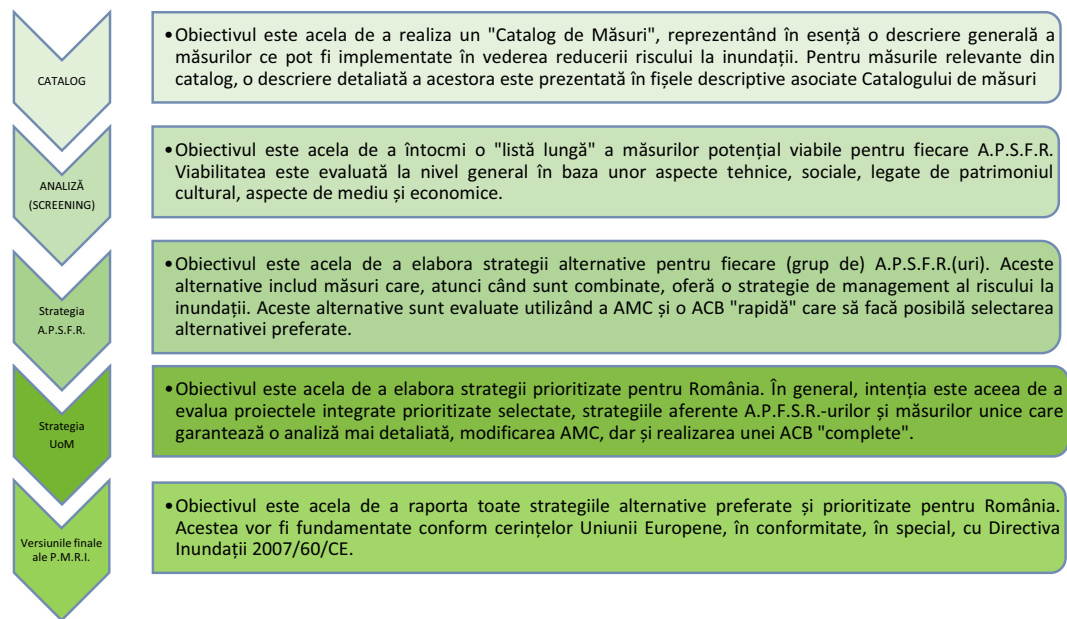 CATALOG
•Obiectivul este acela de a realiza un "Catalog de Măsuri", reprezentând în esență o descriere generală a
măsurilor ce pot fi implementate în vederea reducerii riscului la inundații. Pentru măsurile relevante din
catalog, o descriere detaliată a acestora este prezentată în fișele descriptive asociate Catalogului de măsuri
ANALIZĂ
(SCREENING)
•Obiectivul este acela de a întocmi o "listă lungă" a măsurilor potențial viabile pentru fiecare A.P.S.F.R.
Viabilitatea este evaluată la nivel general în baza unor aspecte tehnice, sociale, legate de patrimoniul
cultural, aspecte de mediu și economice.
Strategia
A.P.S.F.R.
•Obiectivul este acela de a elabora strategii alternative pentru fiecare (grup de) A.P.S.F.R.(uri). Aceste
alternative includ măsuri care, atunci când sunt combinate, oferă o strategie de management al riscului la
inundații. Aceste alternative sunt evaluate utilizând a AMC și o ACB "rapidă" care să facă posibilă selectarea
alternativei preferate.
Strategia
UoM
•Obiectivul este acela de a elabora strategii prioritizate pentru România. În general, intenția este aceea de a
evalua proiectele integrate prioritizate selectate, strategiile aferente A.P.F.S.R.-urilor și măsurilor unice care
garantează o analiză mai detaliată, modificarea AMC, dar și realizarea unei ACB "complete".
Versiunile finale
ale P.M.R.I.
•Obiectivul este acela de a raporta toate strategiile alternative preferate și prioritizate pentru România.
Acestea vor fi fundamentate conform cerințelor Uniunii Europene, în conformitate, în special, cu Directiva
Inundații 2007/60/CE.